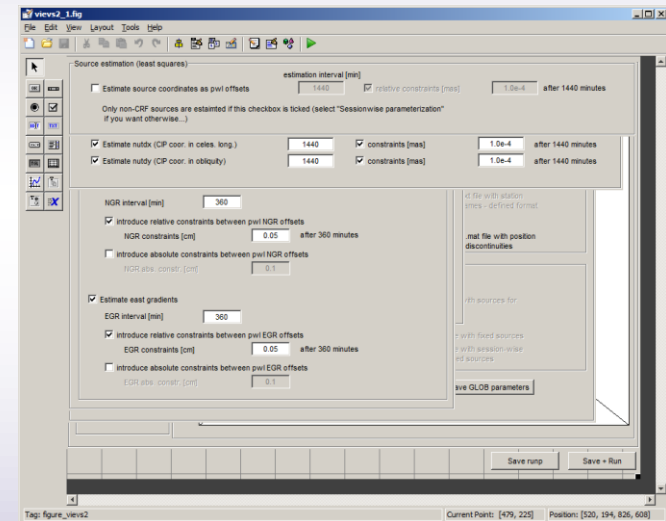 vievs2_1.fig
File Edit View Layout Tools Help
Source estimation (least squares)
estimation interval [min]
Estimate source coordinates as pwl offsets 1440 relative constraints [mas] 1.0e-4 after 1440 minutes
Only non-CRF sources are estaimted if this checkbox is ticked (select "Sessionwise parameterization"
if you want otherwise...)
Estimate nutdx (CIP coor. in celes. long.) 1440 constraints [mas] 1.0e-4 after 1440 minutes
Estimate nutdy (CIP coor. in obliquity) 1440 constraints [mas] 1.0e-4 after 1440 minutes
NGR interval [min] 360
.mat file with station
names - defined format.
introduce relative constraints between pwl NGR offsets
NGR constraints [cm] 0.05 after 360 minutes
.mat file with position
discontinuities
introduce absolute constraints between pwl NGR offsets
NGR abs. constr. [cm] 0.1
with sources for
Estimate east gradients
EGR interval [min] 360
introduce relative constraints between pwl EGR offsets
EGR constraints [cm] 0.05 after 360 minutes
with fixed sources
with session-wise
ed sources
introduce absolute constraints between pwl EGR offsets
EGR abs. constr. [cm] 0.1
ave GLOB parameters
Save runp Save + Run
Tag: figure_vievs2 Current Point: [479, 225] Position: [520, 194, 826, 608]